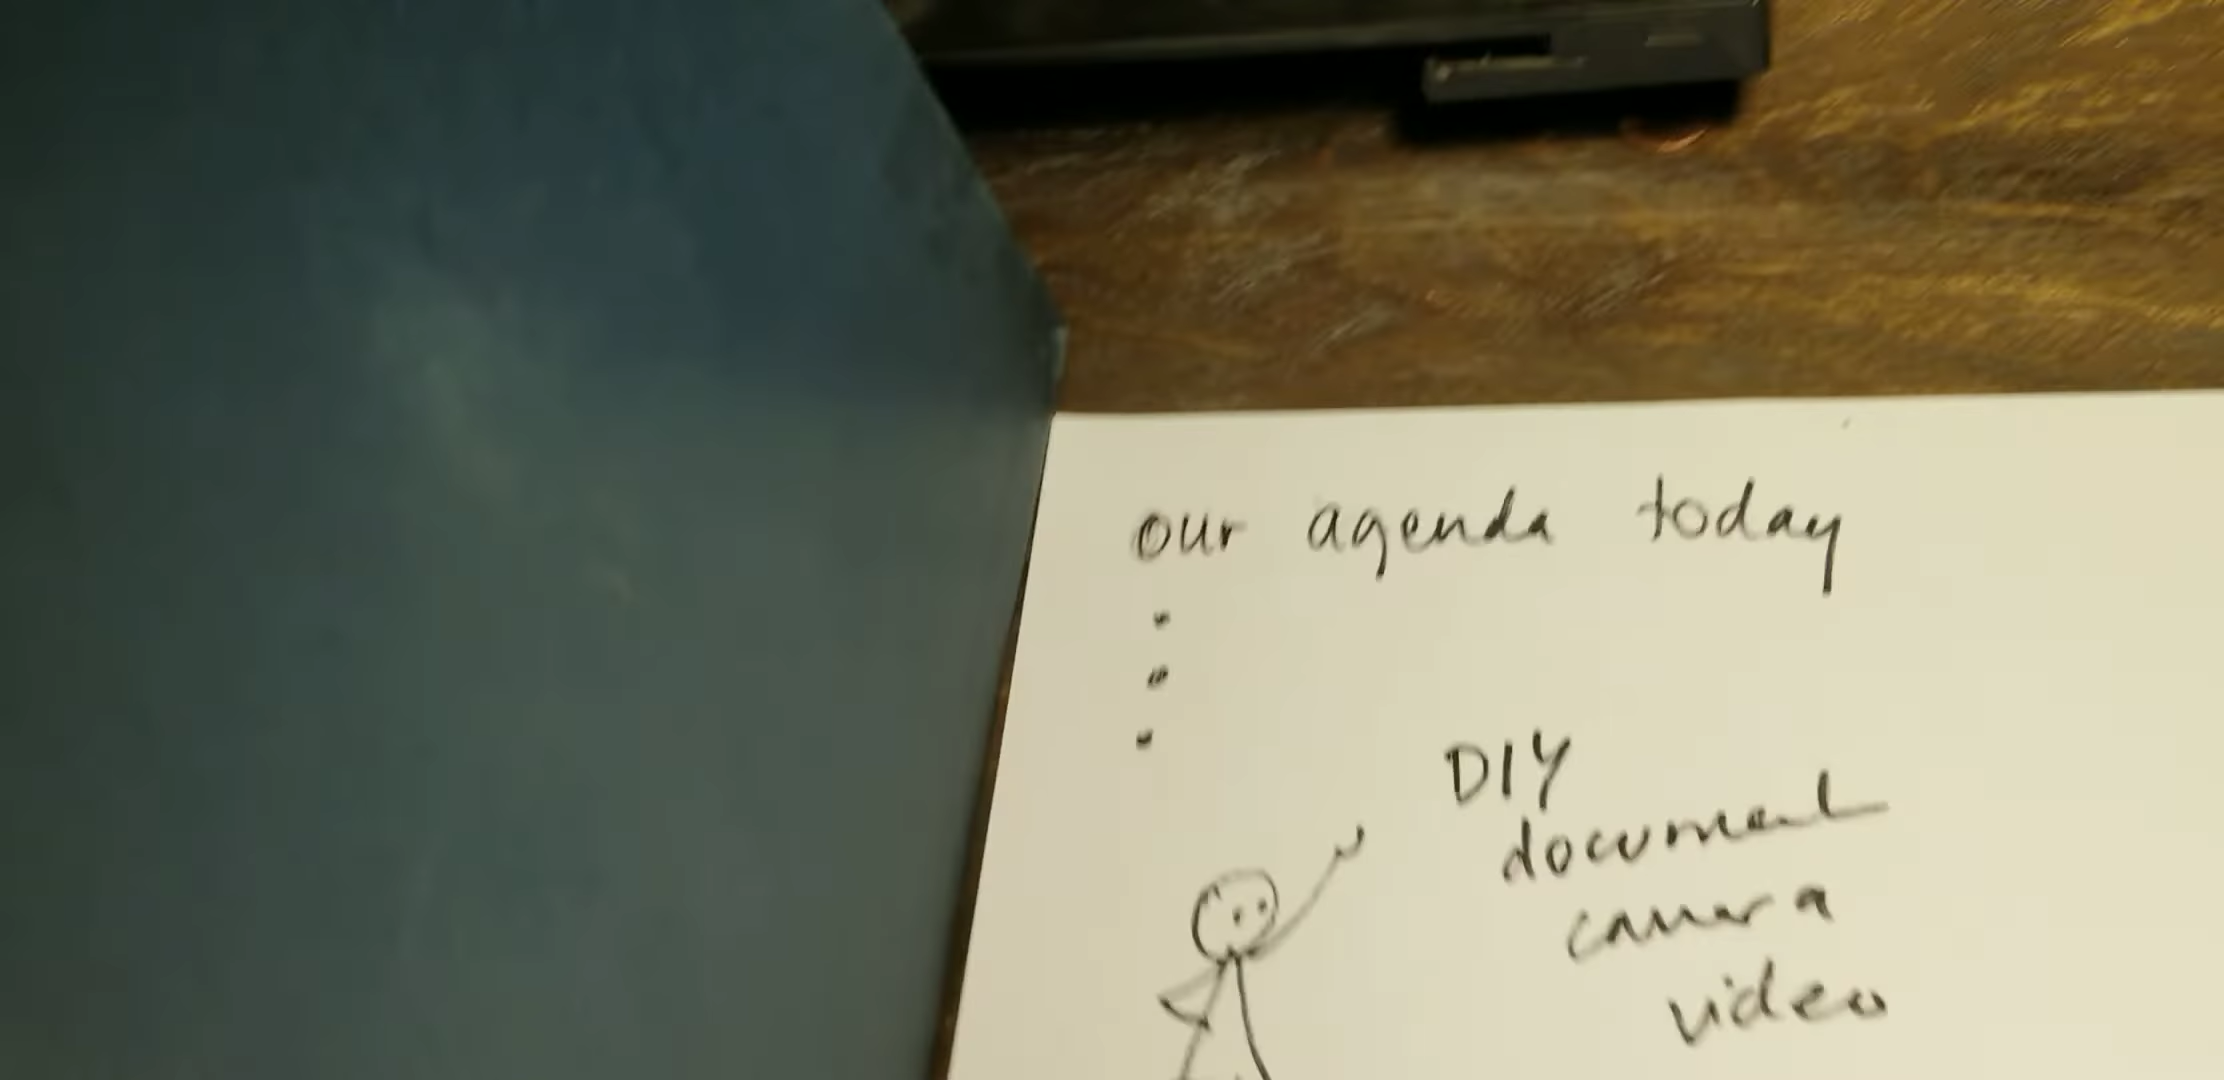 our agenda today
•
•
•
DIY
document
camera
video